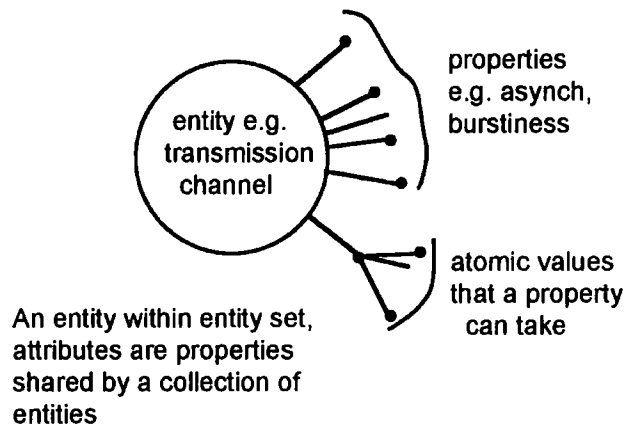 properties
e.g. asynch,
burstiness
entity e.g.
transmission
channel
atomic values
that a property
can take
An entity within entity set,
attributes are properties
shared by a collection of
entities